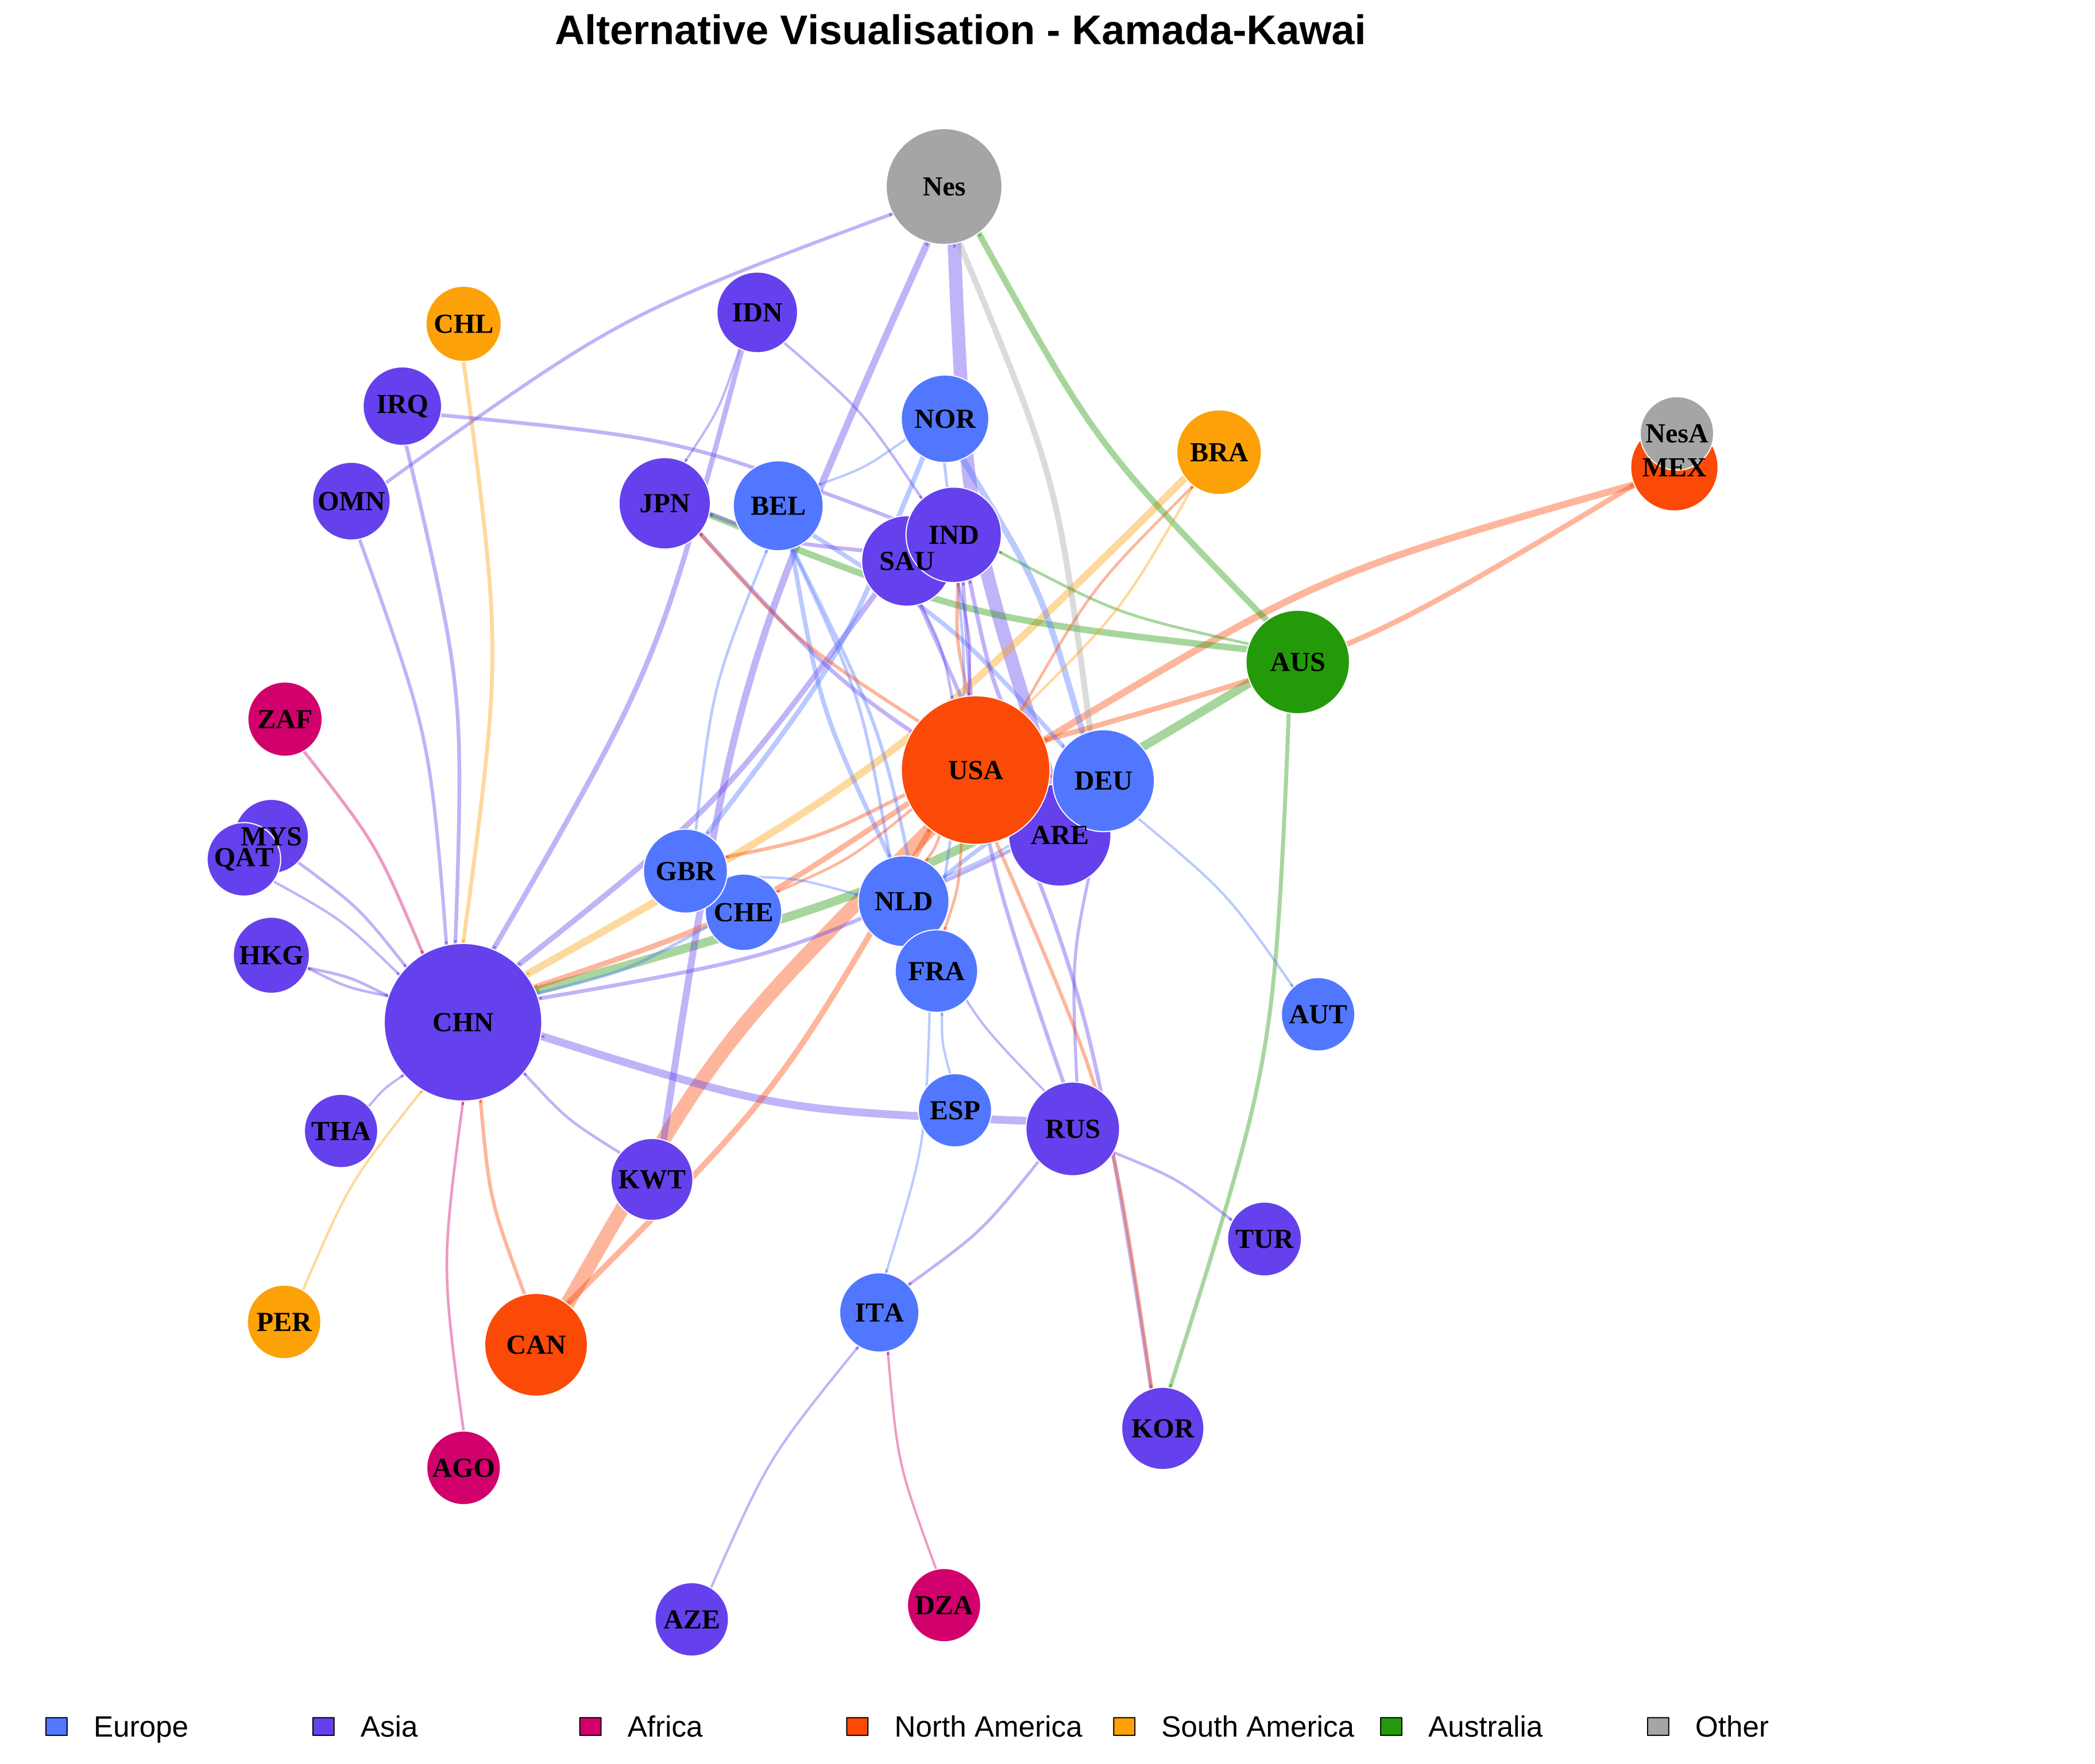 Alternative Visualisation - Kamada-Kawai
Nes
IDN
CHL
IRQ
NOR
NesA
BRA
MEX
OMN
JPN
BEL
IND
SAU
AUS
ZAF
USA
DEU
MYS
ARE
QAT
GBR
NLD
CHE
HKG
FRA
CHN
AUT
ESP
THA
RUS
KWT
TUR
ITA
PER
CAN
KOR
AGO
DZA
AZE
Europe
Asia
Africa
North America
South America
Australia
Other